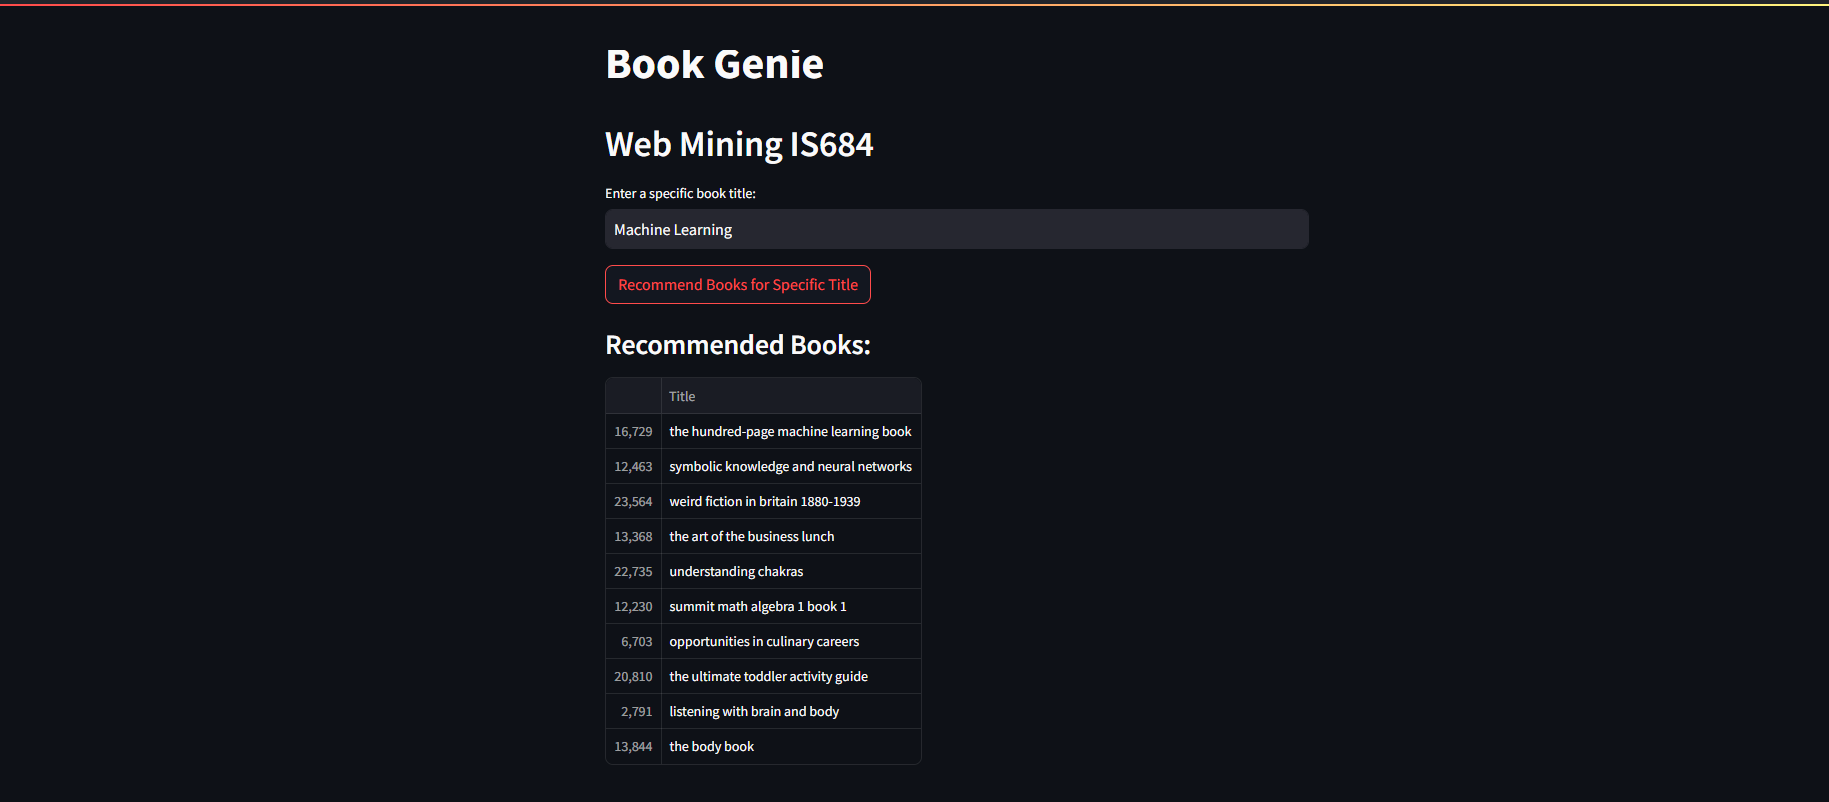 Book Genie
Web Mining IS684
Enter a specific book title:
Machine Learning
Recommend Books for Specific Title
Recommended Books:
Title
16,729 the hundred-page machine learning book
12,463 symbolic knowledge and neural networks
23,564 weird fiction in britain 1880-1939
13,368 the art of the business lunch
22,735 understanding chakras
12,230 summit math algebra 1 book 1
6,703 opportunities in culinary careers
20,810 the ultimate toddler activity guide
2,791 listening with brain and body
13,844 the body book